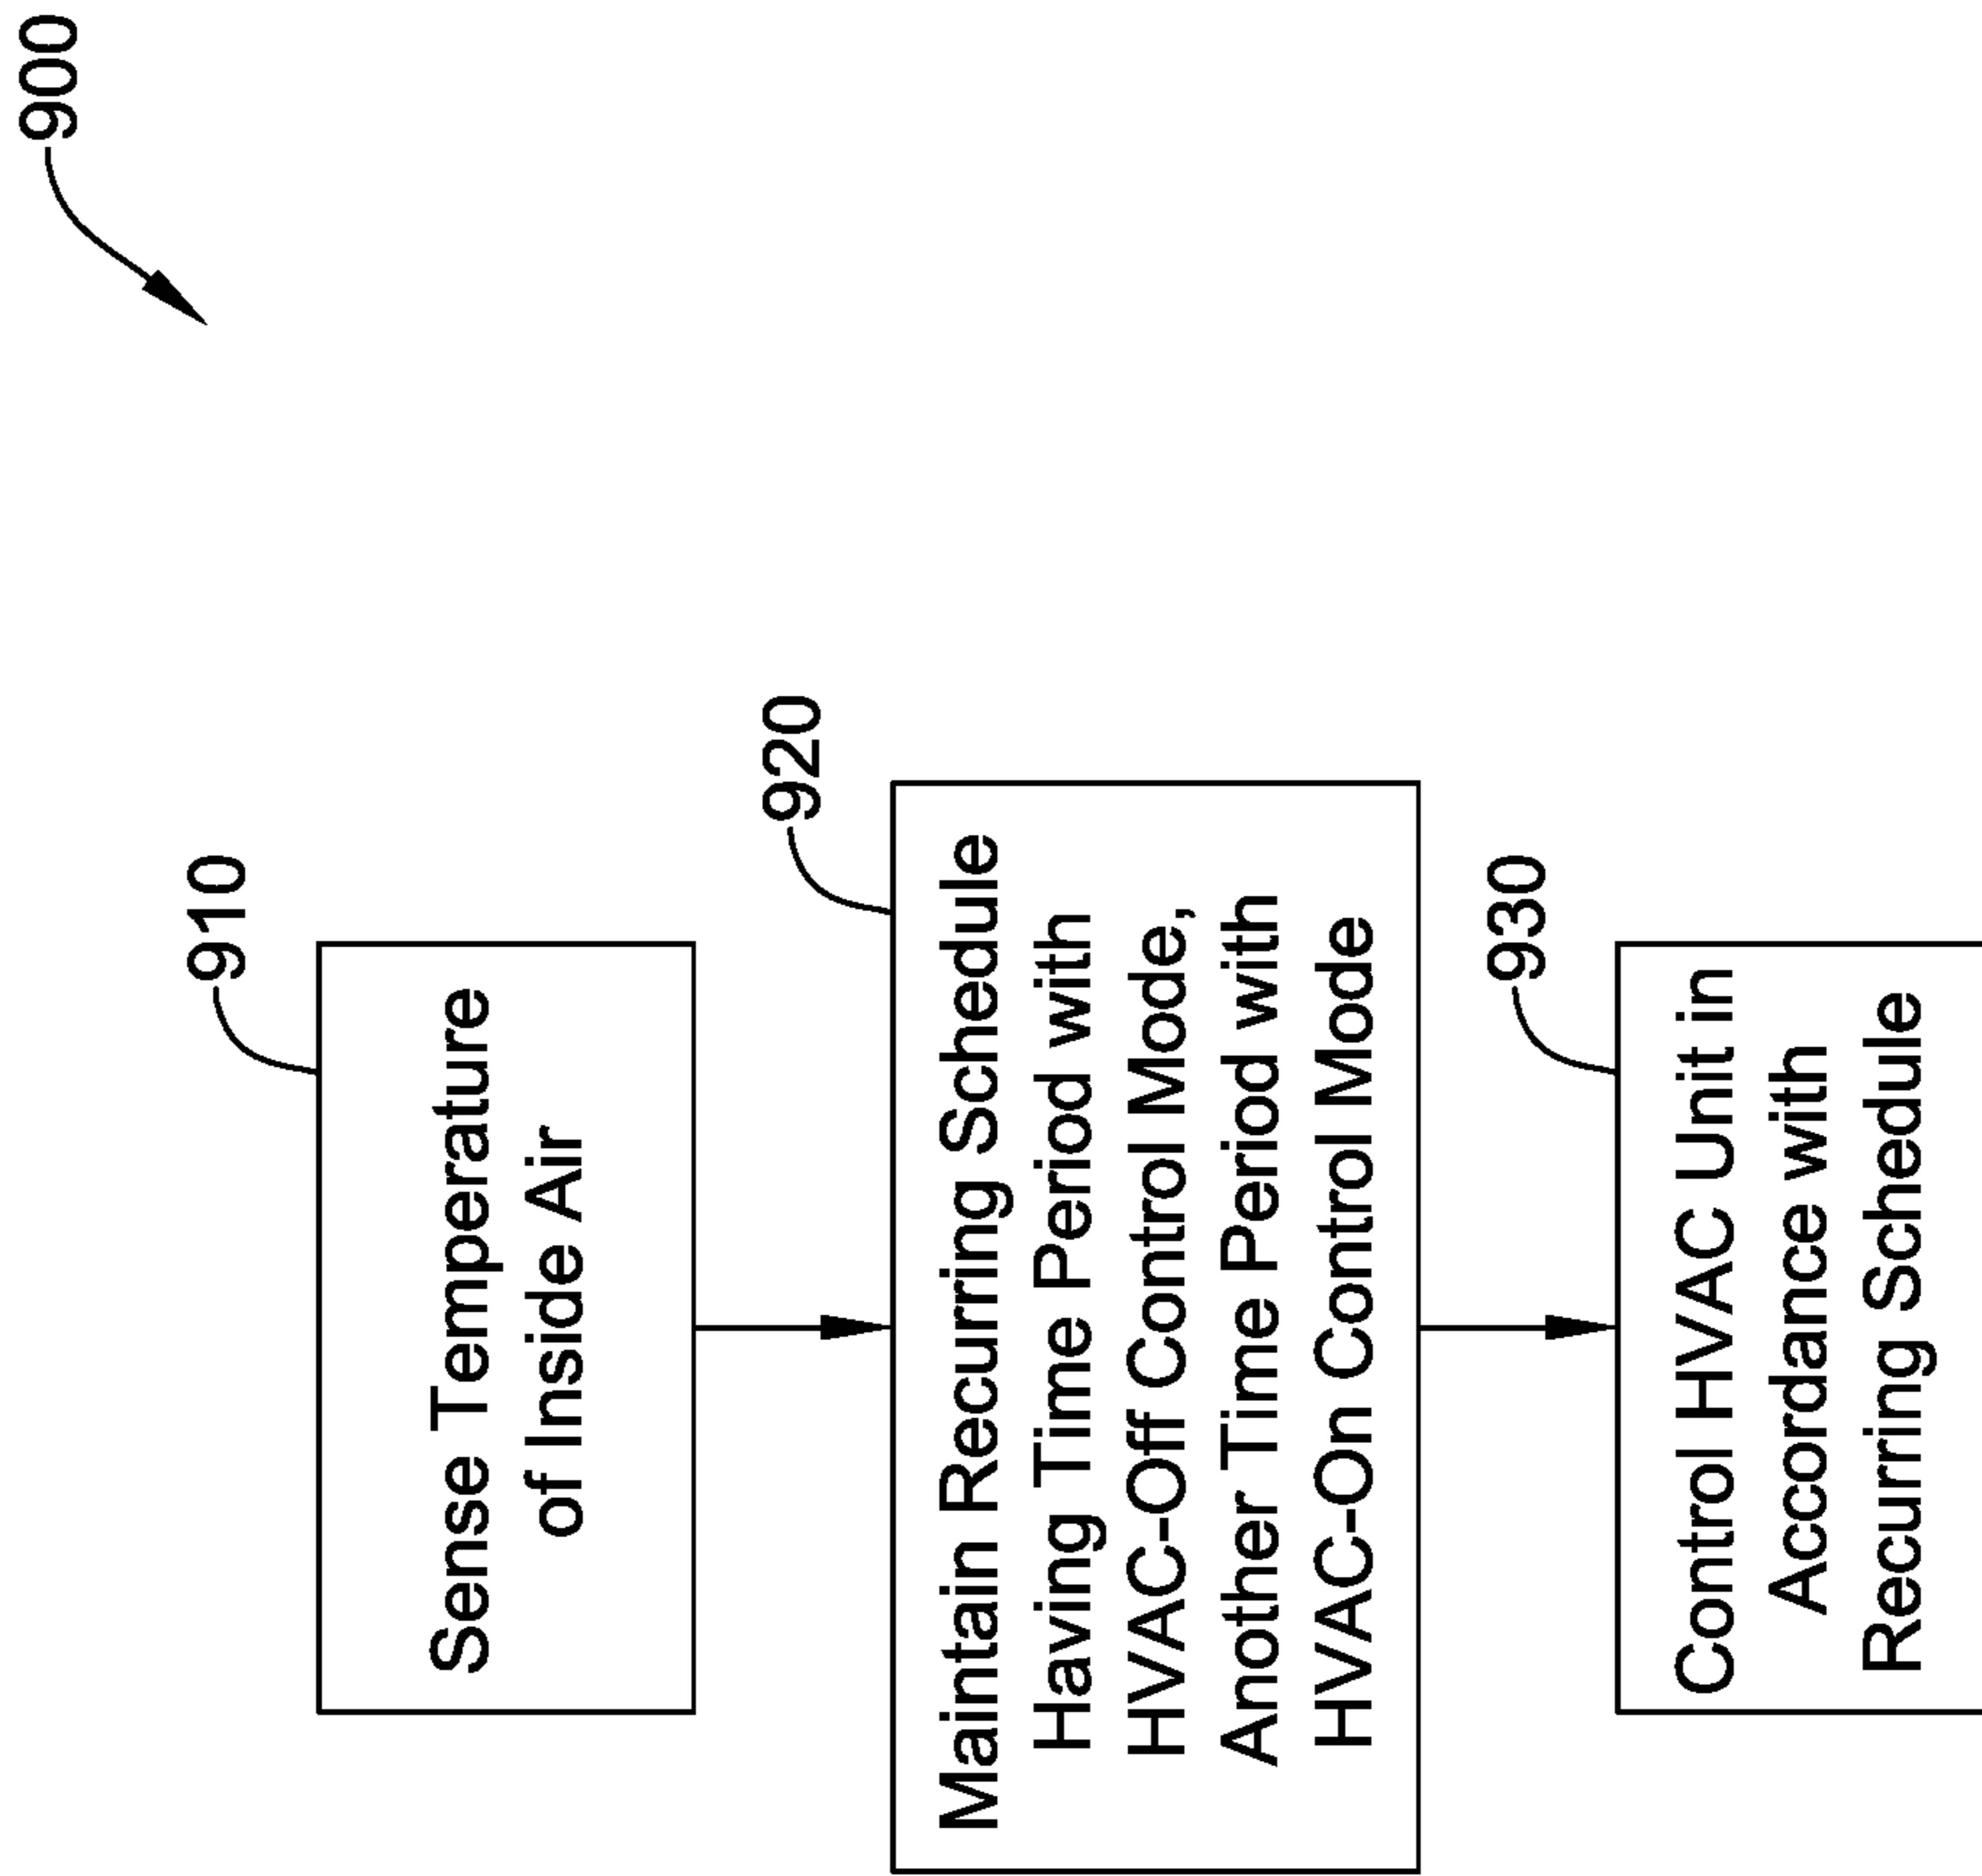 900
910
Sense Temperature
of Inside Air
920
Maintain Recurring Schedule
Having Time Period with
HVAC-Off Control Mode,
Another Time Period with
HVAC-On Control Mode
930
Control HVAC Unit in
Accordance with
Recurring Schedule